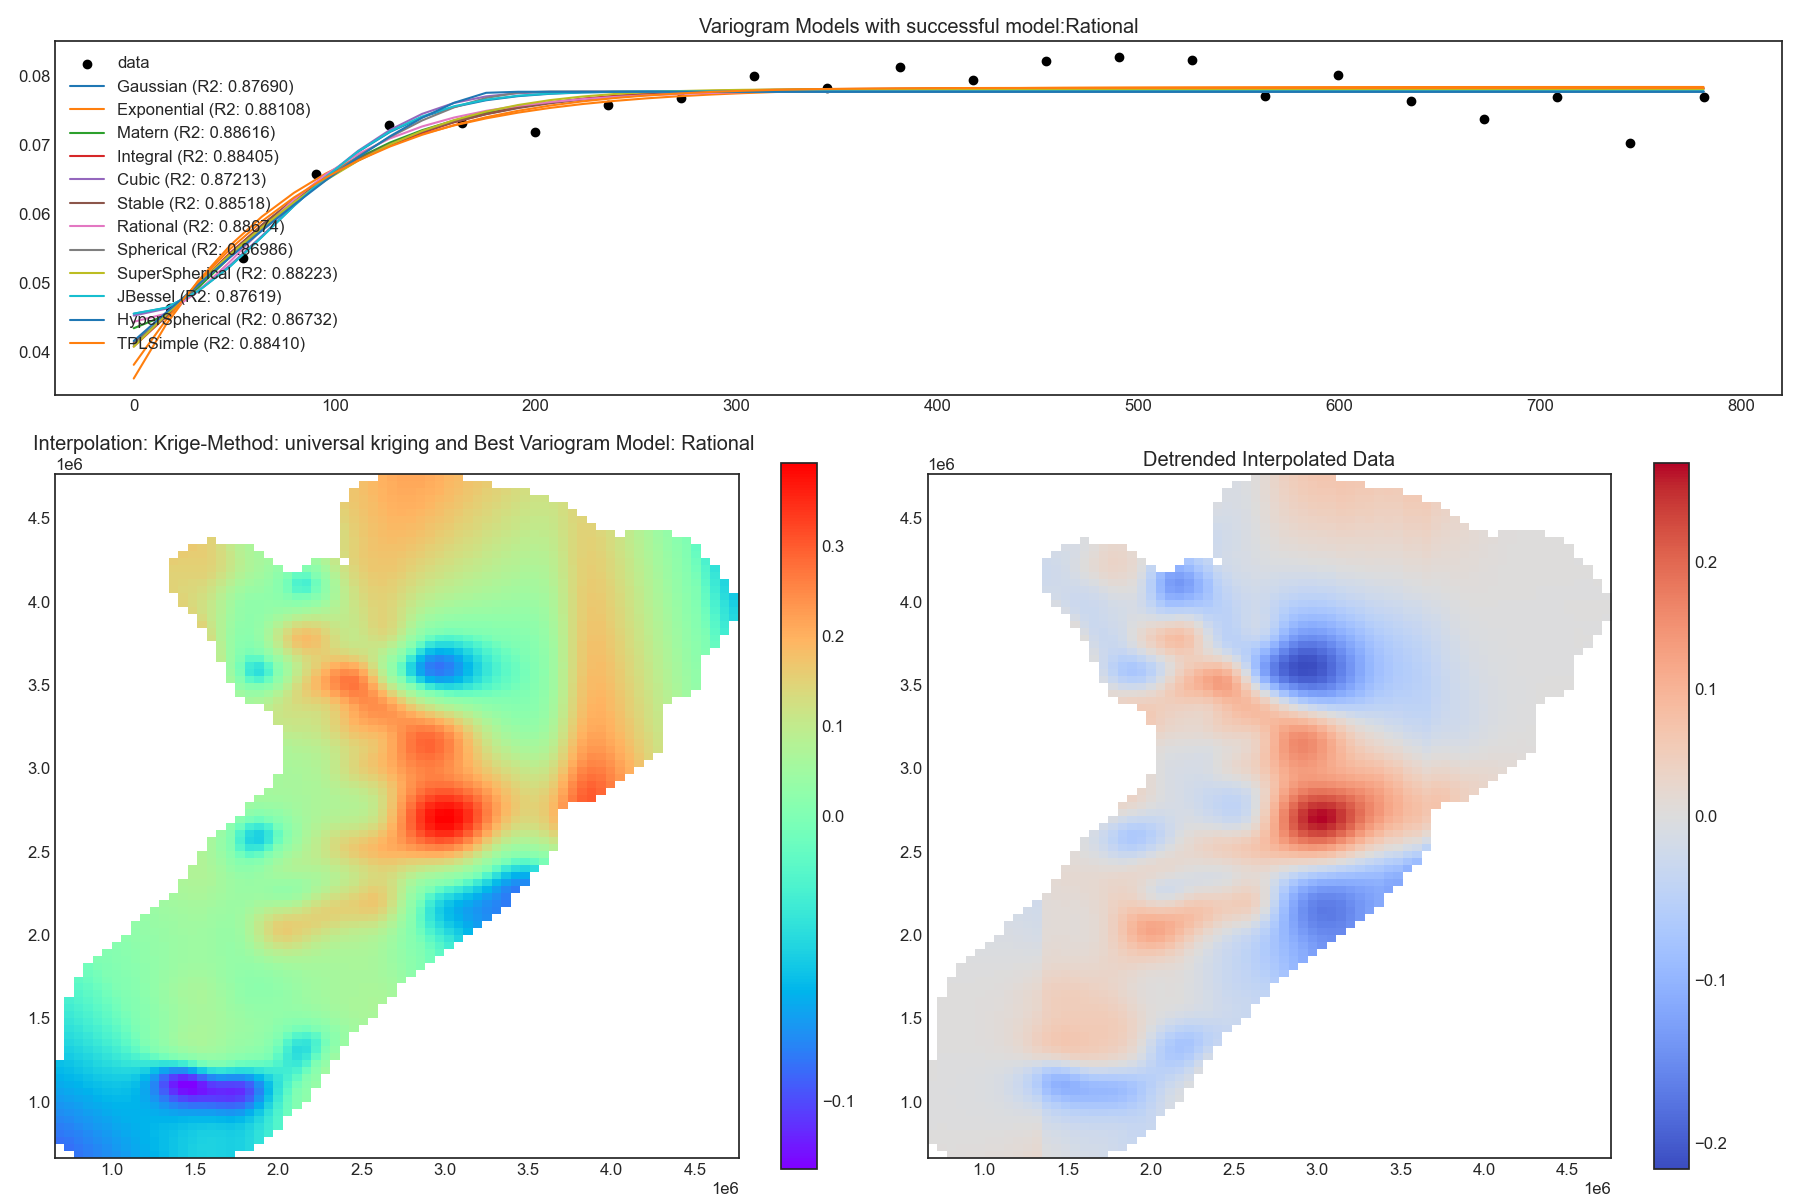 Variogram Models with successful model:Rational
data
Gaussian (R2: 0.87690)
Exponential (R2: 0.88108)
Matern (R2: 0.88616)
Integral (R2: 0.88405)
Cubic (R2: 0.87213)
Stable (R2: 0.88518)
Rational (R2: 0.88674)
Spherical (R2: 0.86986)
SuperSpherical (R2: 0.88223)
JBessel (R2: 0.87619)
HyperSpherical (R2: 0.86732)
TPLSimple (R2: 0.88410)
0.08
0.07
0.06
0.05
0.04
0 100 200 300 400 500 600 700 800
Interpolation: Krige-Method: universal kriging and Best Variogram Model: Rational
1e6
4.5
4.0
3.5
3.0
2.5
2.0
1.5
1.0
1.0 1.5 2.0 2.5 3.0 3.5 4.0 4.5
1e6
0.3
0.2
0.1
0.0
−0.1
Detrended Interpolated Data
1e6
4.5
4.0
3.5
3.0
2.5
2.0
1.5
1.0
1.0 1.5 2.0 2.5 3.0 3.5 4.0 4.5
1e6
0.2
0.1
0.0
−0.1
−0.2